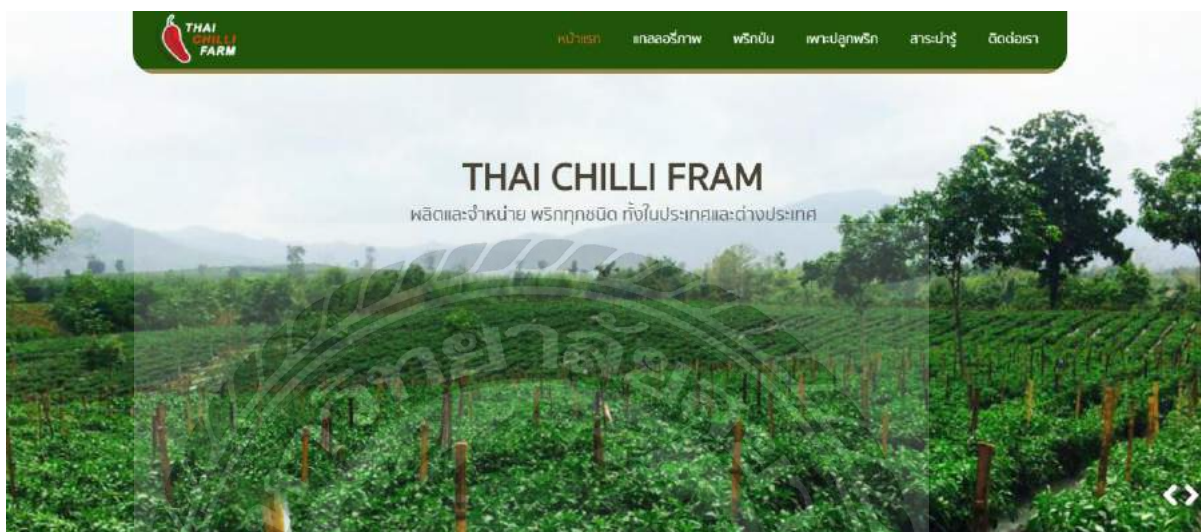 THAI
CHILLI
FARM
หน้าแรก แกลลอรี่ภาพ พริกป่น เพาะปลูกพริก สาระน่ารู้ ติดต่อเรา
THAI CHILLI FRAM
ผลิตและจำหน่าย พริกทุกชนิด ทั้งในประเทศและต่างประเทศ